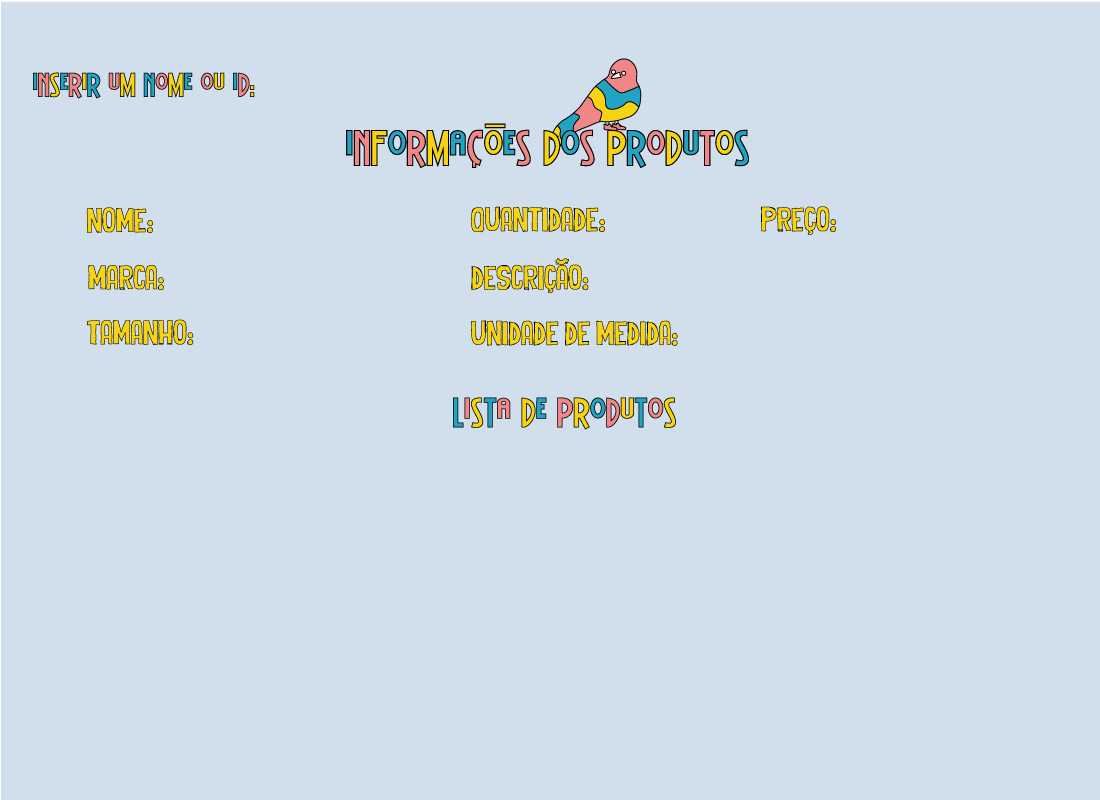 INSERIR UM NOME OU ID:
INFORMAÇÕES DOS PRODUTOS
NOME: QUANTIDADE: PREÇO:
MARCA: DESCRIÇÃO:
TAMANHO: UNIDADE DE MEDIDA:
LISTA DE PRODUTOS